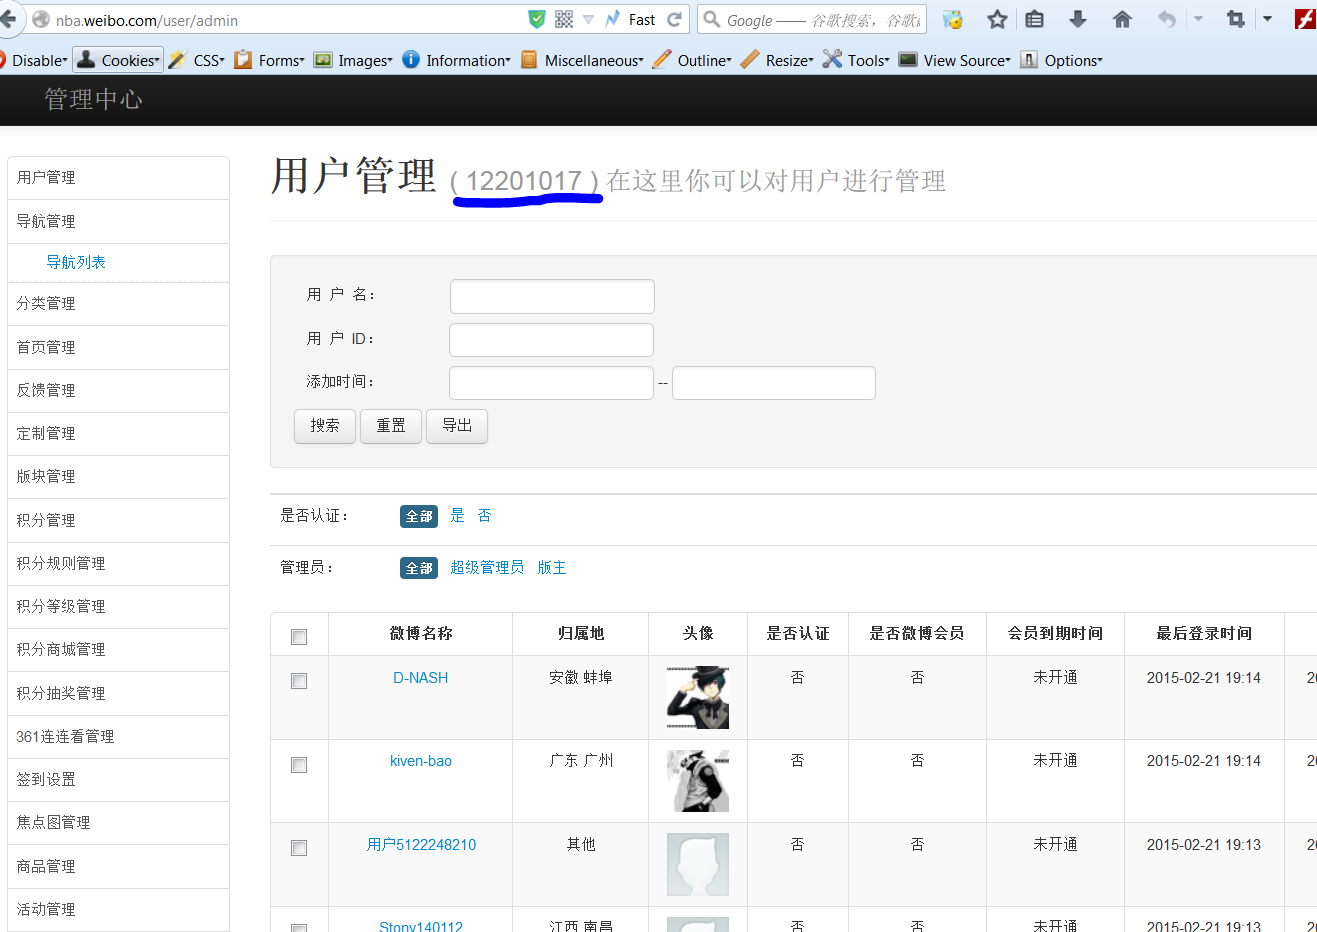 nba.weibo.com/user/admin
Fast
Google —— 谷歌搜索，谷歌
Disable
Cookies
CSS
Forms
Images
Information
Miscellaneous
Outline
Resize
Tools
View Source
Options
管理中心
用户管理
导航管理
导航列表
分类管理
首页管理
反馈管理
定制管理
版块管理
积分管理
积分规则管理
积分等级管理
积分商城管理
积分抽奖管理
361连连看管理
签到设置
焦点图管理
商品管理
活动管理
用户管理 ( 12201017 ) 在这里你可以对用户进行管理
用 户 名：
用 户 ID：
添加时间： --
搜索 重置 导出
是否认证： 全部 是 否
管理员： 全部 超级管理员 版主
微博名称 归属地 头像 是否认证 是否微博会员 会员到期时间 最后登录时间
D-NASH 安徽 蚌埠 否 否 未开通 2015-02-21 19:14 20
kiven-bao 广东 广州 否 否 未开通 2015-02-21 19:14 20
用户5122248210 其他 否 否 未开通 2015-02-21 19:13 20
Stony140112 江西 南昌 否 否 未开通 2015-02-21 19:13 20